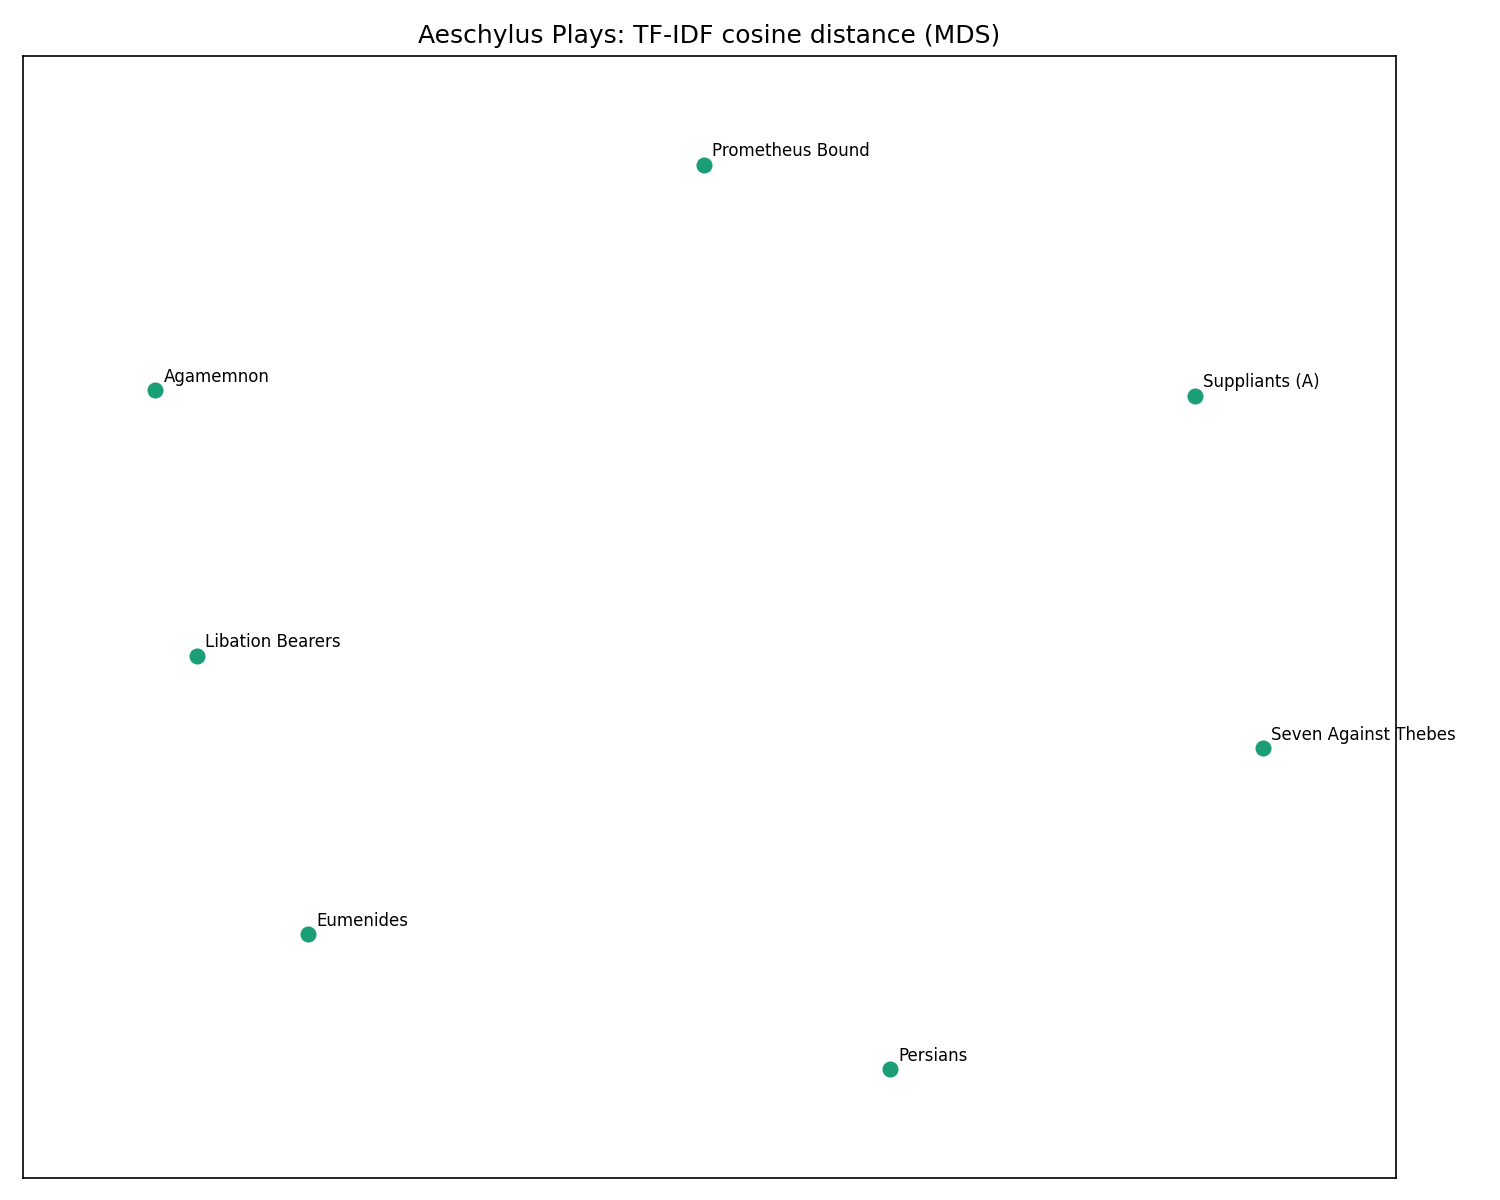 Aeschylus Plays: TF-IDF cosine distance (MDS)
Prometheus Bound
Agamemnon
Suppliants (A)
Libation Bearers
Seven Against Thebes
Eumenides
Persians